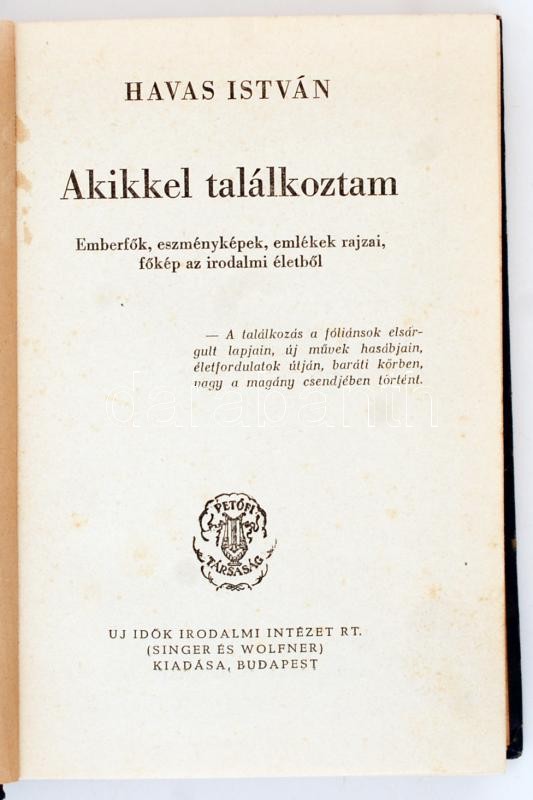 HAVAS ISTVÁN
Akikkel találkoztam
Emberfők, eszményképek, emlékek rajzai,
főkép az irodalmi életből
— A találkozás a fóliánsok elsár-
gult lapjain, új művek hasábjain,
életfordulatok útján, baráti körben,
vagy a magány csendjében történt.
darabanth
PETŐFI
TÁRSASÁG
UJ IDŐK IRODALMI INTÉZET RT.
(SINGER ÉS WOLFNER)
KIADÁSA, BUDAPEST